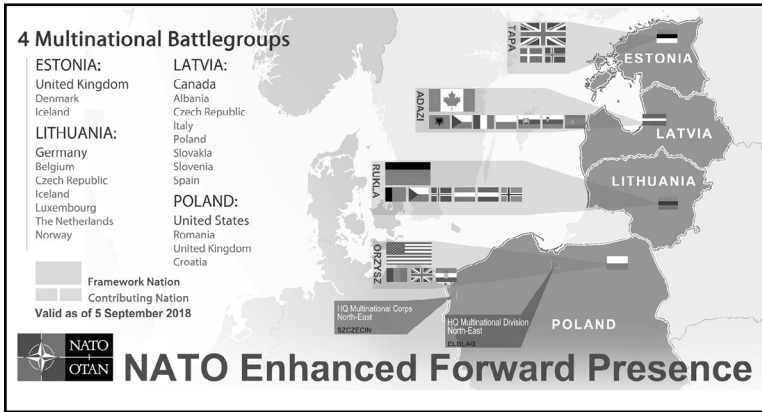 4 Multinational Battlegroups
ESTONIA:
United Kingdom
Denmark
Iceland
LITHUANIA:
Germany
Belgium
Czech Republic
Iceland
Luxembourg
The Netherlands
Norway
LATVIA:
Canada
Albania
Czech Republic
Italy
Poland
Slovakia
Slovenia
Spain
POLAND:
United States
Romania
United Kingdom
Croatia
Framework Nation
Contributing Nation
Valid as of 5 September 2018
TAPA
ESTONIA
ADAZI
LATVIA
RUKLA
LITHUANIA
ORZYSZ
HQ Multinational Corps
North-East
SZCZECIN
HQ Multinational Division
North-East
ELBLAG
POLAND
NATO
OTAN
NATO Enhanced Forward Presence